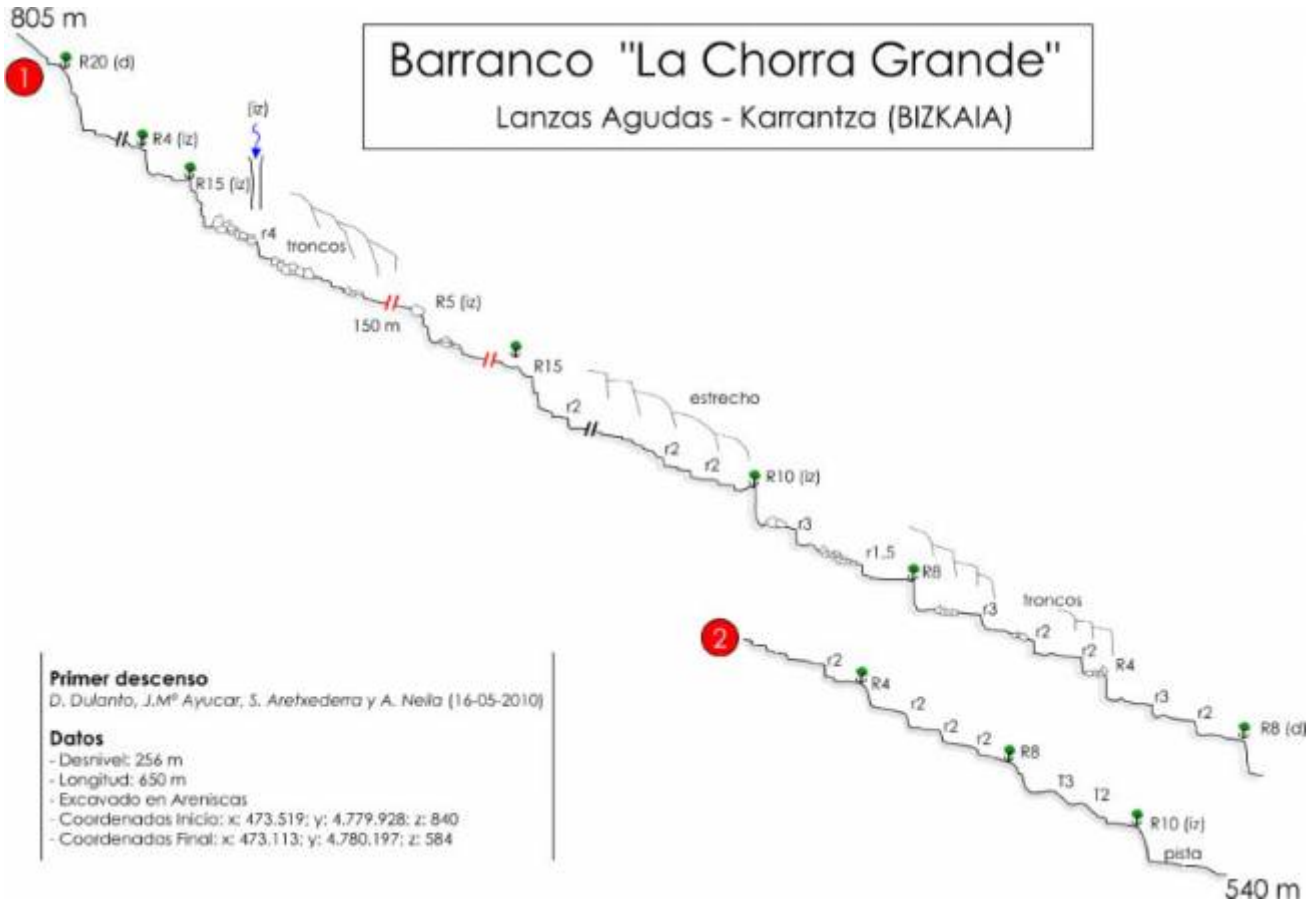 805 m
Barranco "La Chorra Grande"
Lanzas Agudas - Karrantza (BIZKAIA)
1
R20 (d)
(iz)
R4 (iz)
R15 (iz)
r4
troncos
150 m
R5 (iz)
R15
r2
estrecho
r2
r2
R10 (iz)
r3
r1,5
R8
r3
troncos
r2
r2
R4
r3
r2
R8 (d)
2
r2
R4
r2
r2
r2
R8
T3
T2
R10 (iz)
pista
540 m
Primer descenso
D. Dulanto, J.Mª Ayucar, S. Aretxederra y A. Neila (16-05-2010)
Datos
- Desnivel: 256 m
- Longitud: 650 m
- Excavado en Areniscas
- Coordenadas Inicio: x: 473.519; y: 4.779.928; z: 840
- Coordenadas Final: x: 473.113; y: 4.780.197; z: 584